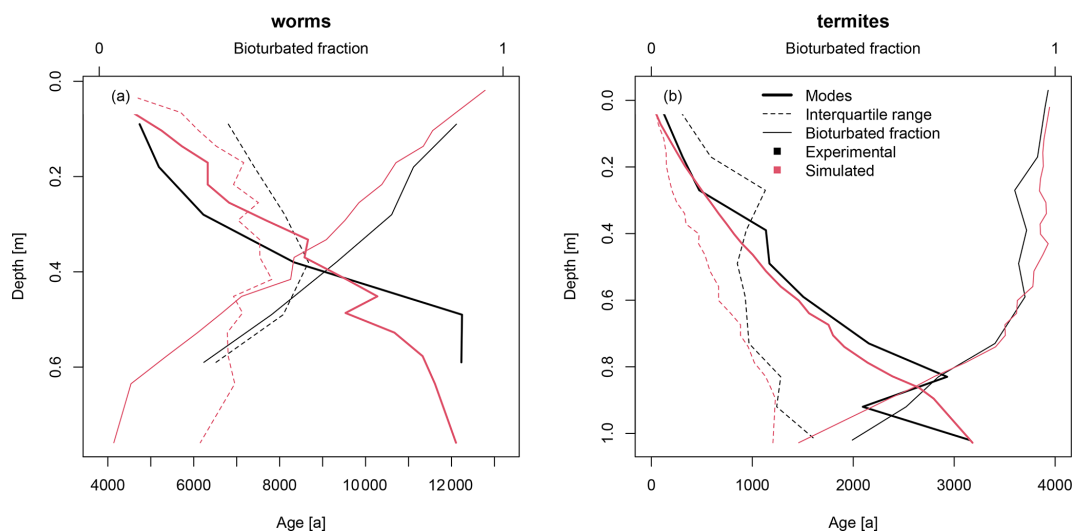 worms
0 1
Bioturbated fraction
(a)
0.0
0.2
0.4
0.6
Depth [m]
4000 6000 8000 10000 12000
Age [a]
termites
0 1
Bioturbated fraction
(b)
Modes
Interquartile range
Bioturbated fraction
Experimental
Simulated
0.0
0.2
0.4
0.6
0.8
1.0
Depth [m]
0 1000 2000 3000 4000
Age [a]